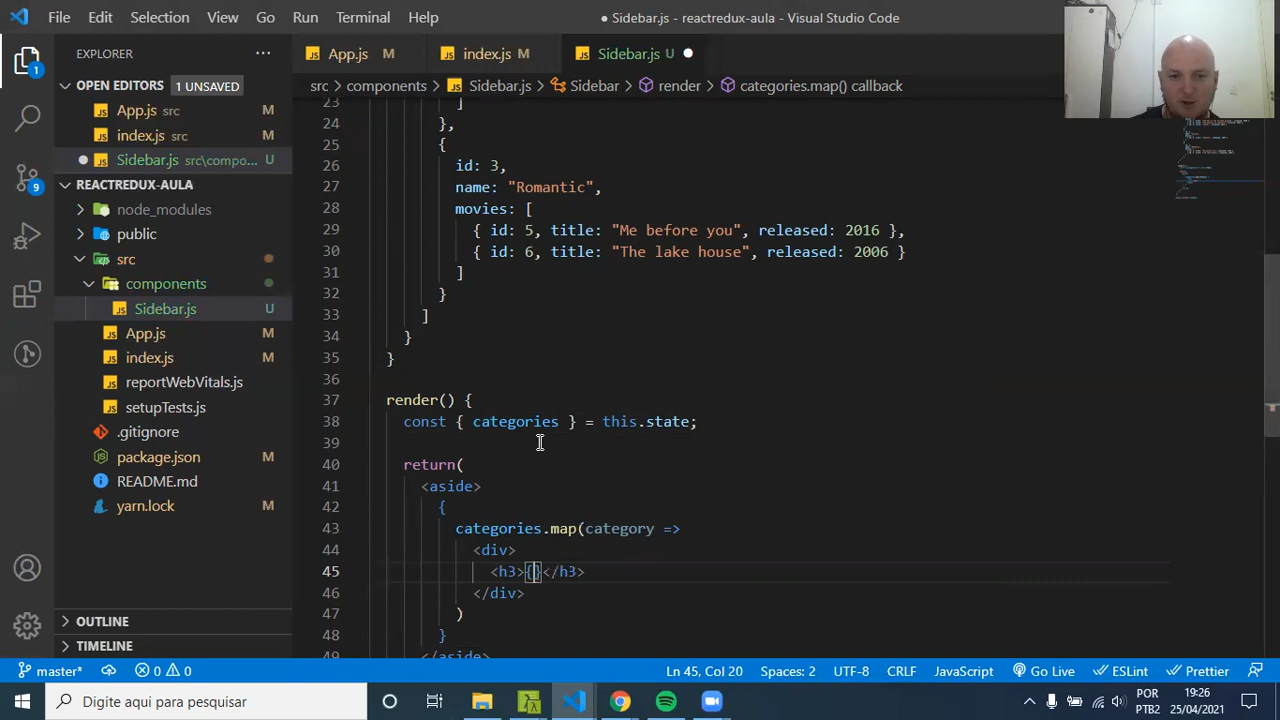 File Edit Selection View Go Run Terminal Help
● Sidebar.js - reactredux-aula - Visual Studio Code
EXPLORER ...
OPEN EDITORS 1 UNSAVED
App.js src
index.js src
● Sidebar.js src\compo... U
REACTREDUX-AULA
node_modules
public
src
components
Sidebar.js U
App.js M
index.js M
reportWebVitals.js
setupTests.js
.gitignore
package.json M
README.md
yarn.lock M
OUTLINE
TIMELINE
1
9
App.js M index.js M Sidebar.js U ●
src > components > Sidebar.js > Sidebar > render > categories.map() callback
23 ]
24 },
25 {
26 id: 3,
27 name: "Romantic",
28 movies: [
29 { id: 5, title: "Me before you", released: 2016 },
30 { id: 6, title: "The lake house", released: 2006 }
31 ]
32 }
33 ]
34 }
35 }
36
37 render() {
38 const { categories } = this.state;
39
40 return(
41 <aside>
42 {
43 categories.map(category =>
44 <div>
45 <h3>{}</h3>
46 </div>
47 )
48 }
49 </aside>
master* 0 0 Ln 45, Col 20 Spaces: 2 UTF-8 CRLF JavaScript Go Live ESLint Prettier
Digite aqui para pesquisar
POR
PTB2
19:26
25/04/2021